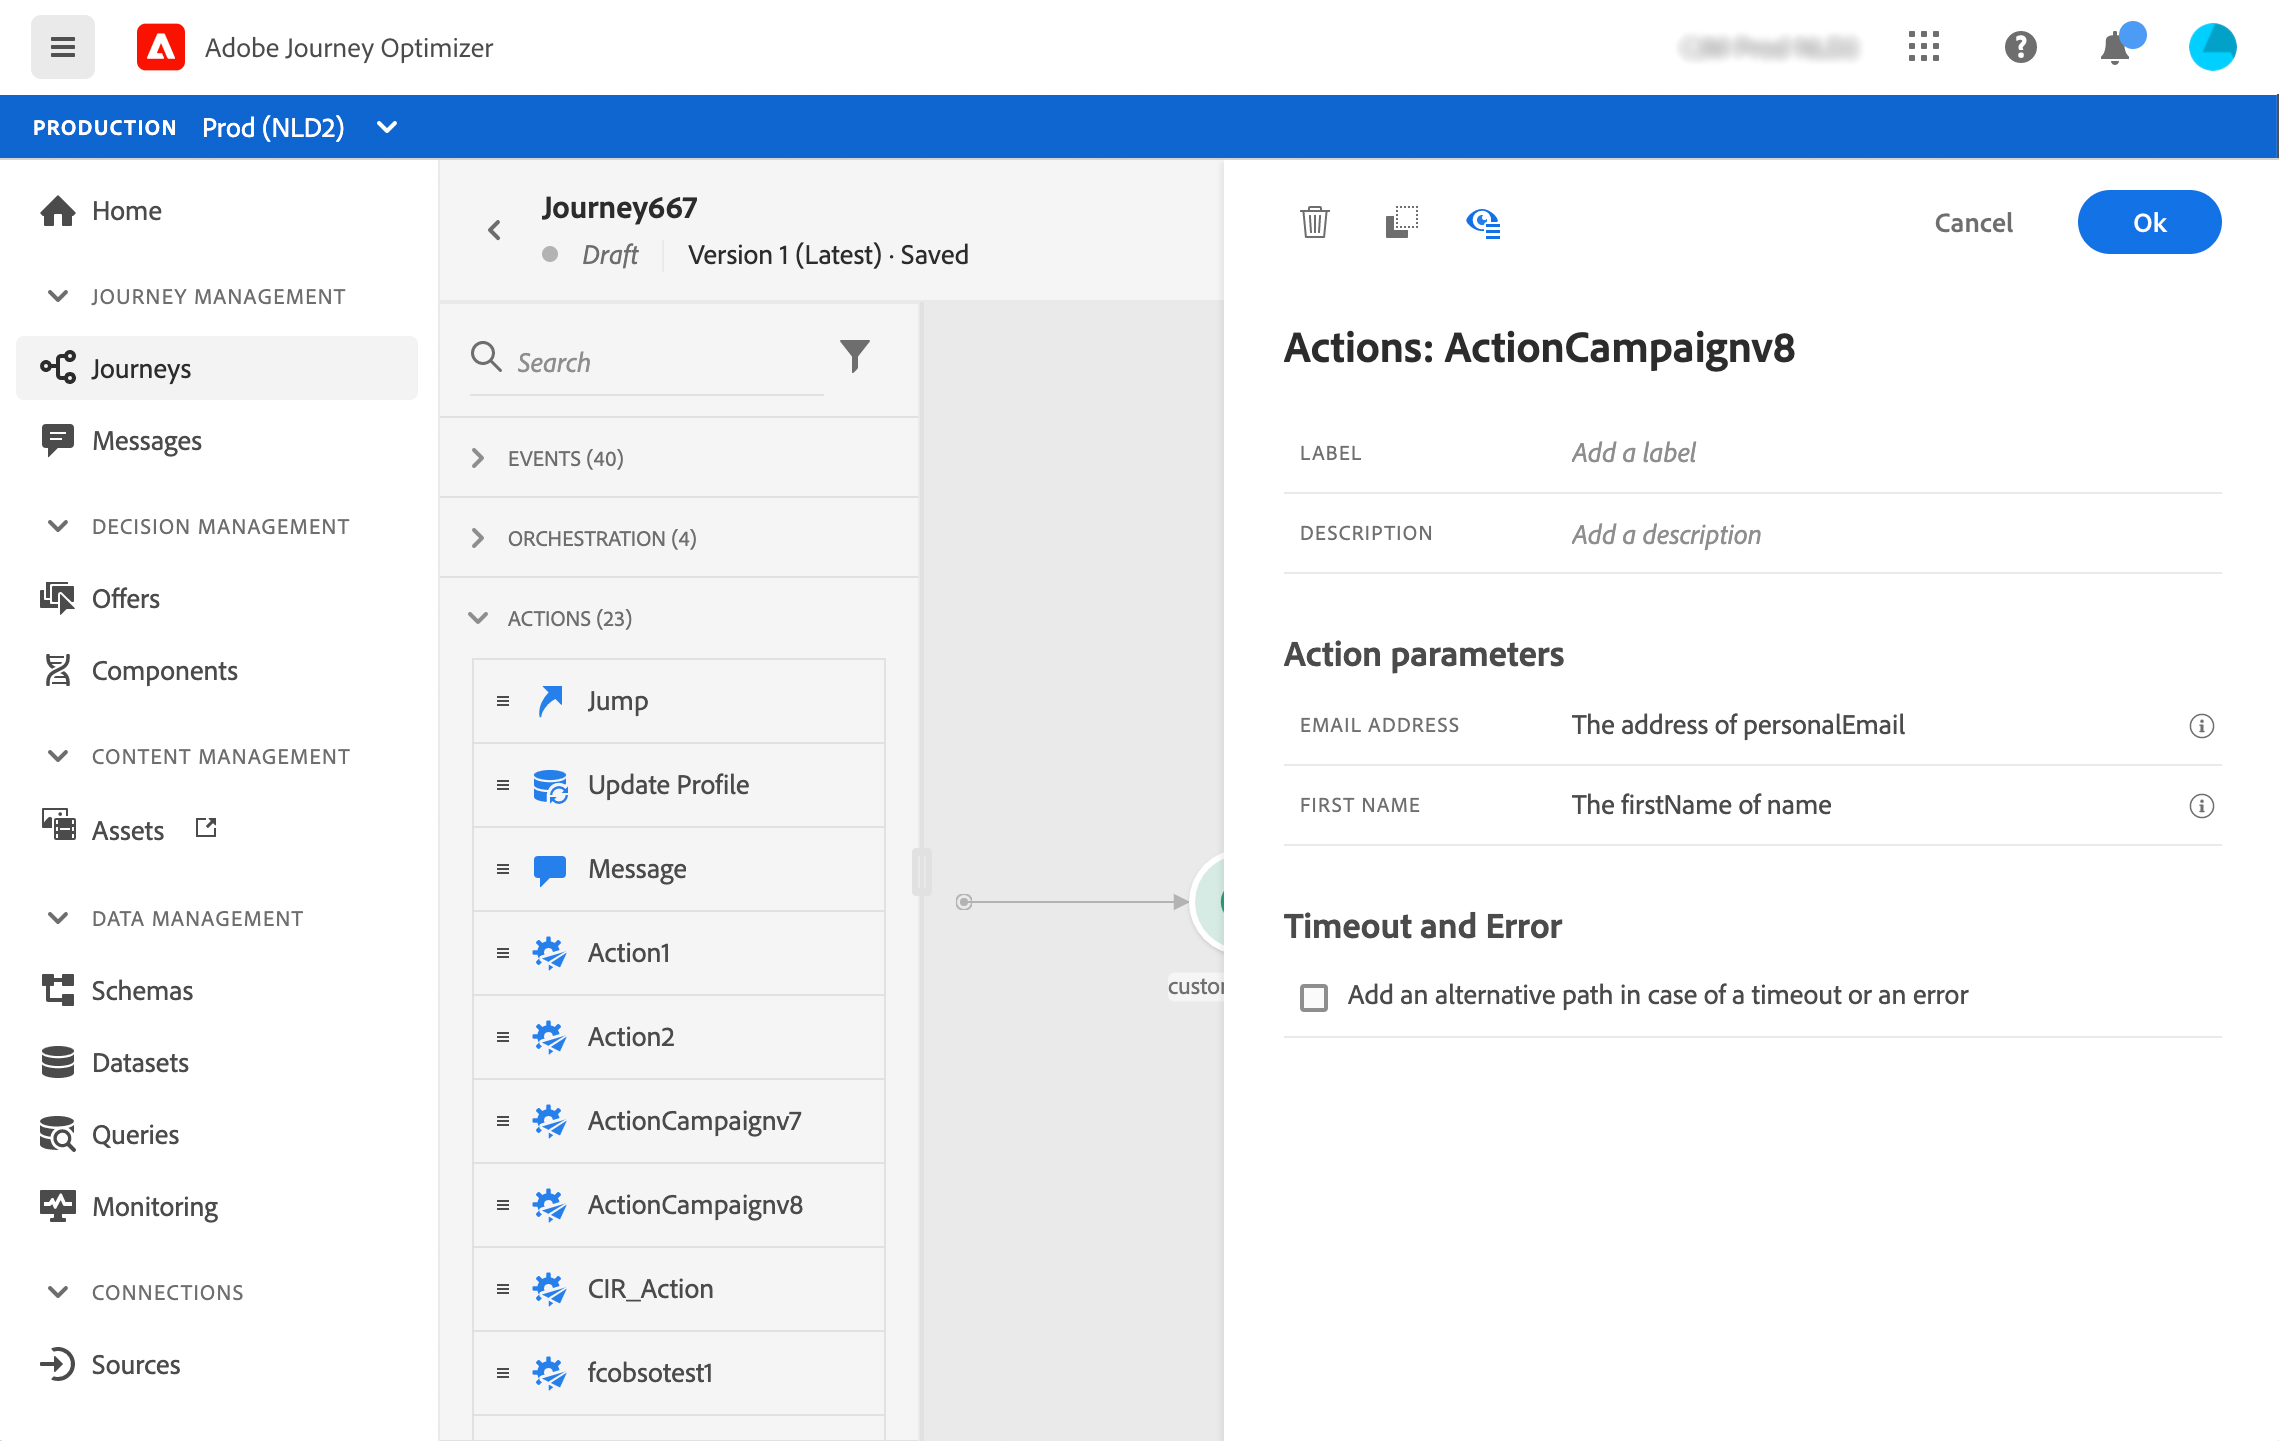 Adobe Journey Optimizer
PRODUCTION Prod (NLD2)
Home
JOURNEY MANAGEMENT
Journeys
Messages
DECISION MANAGEMENT
Offers
Components
CONTENT MANAGEMENT
Assets
DATA MANAGEMENT
Schemas
Datasets
Queries
Monitoring
CONNECTIONS
Sources
Journey667
Draft Version 1 (Latest) · Saved
Search
EVENTS (40)
ORCHESTRATION (4)
ACTIONS (23)
Jump
Update Profile
Message
Action1
Action2
ActionCampaignv7
ActionCampaignv8
CIR_Action
fcobsotest1
Cancel Ok
Actions: ActionCampaignv8
LABEL Add a label
DESCRIPTION Add a description
Action parameters
EMAIL ADDRESS The address of personalEmail
FIRST NAME The firstName of name
Timeout and Error
Add an alternative path in case of a timeout or an error